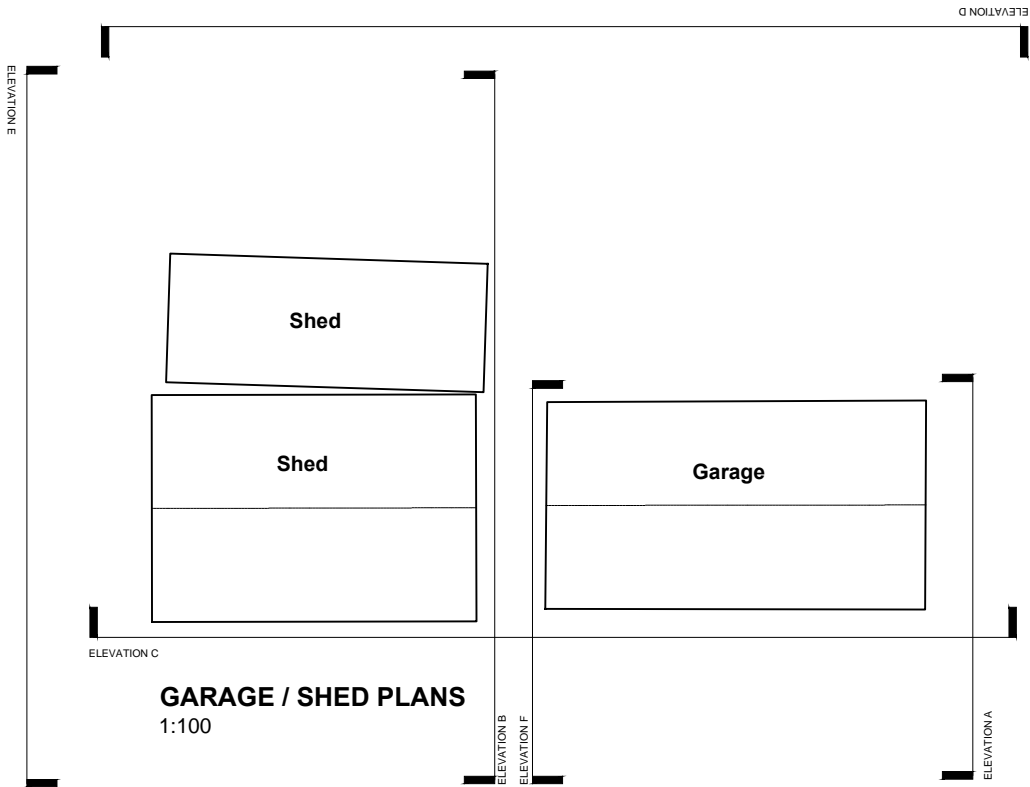 ELEVATION D
ELEVATION E
Shed
Shed
Garage
ELEVATION C
GARAGE / SHED PLANS
1:100
ELEVATION B
ELEVATION F
ELEVATION A